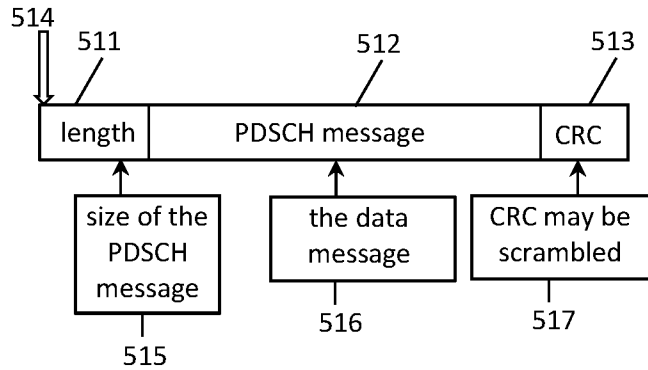 514
511
512
513
length
PDSCH message
CRC
size of the
PDSCH
message
the data
message
CRC may be
scrambled
515
516
517